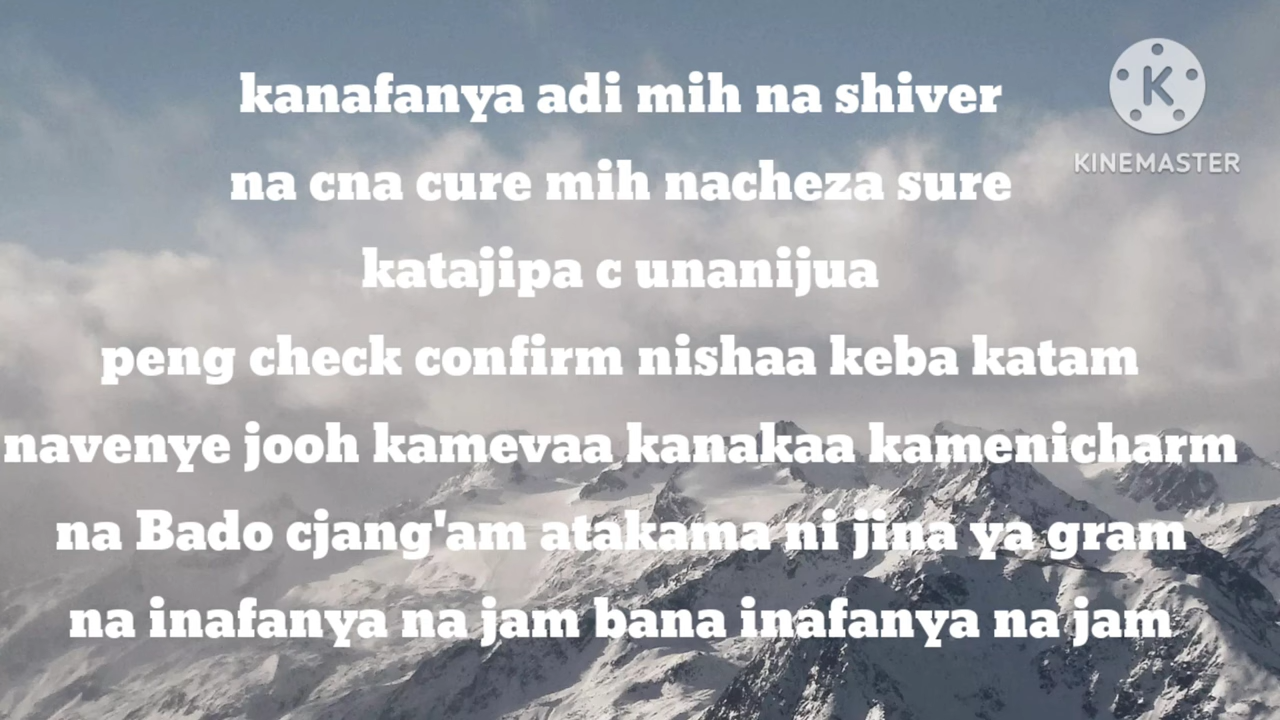 kanafanya adi mih na shiver
KINEMASTER
na cna cure mih nacheza sure
katajipa c unanijua
peng check confirm nishaa keba katam
navenye jooh kamevaa kanakaa kamenicharm
na Bado cjang'am atakama ni jina ya gram
na inafanya na jam bana inafanya na jam